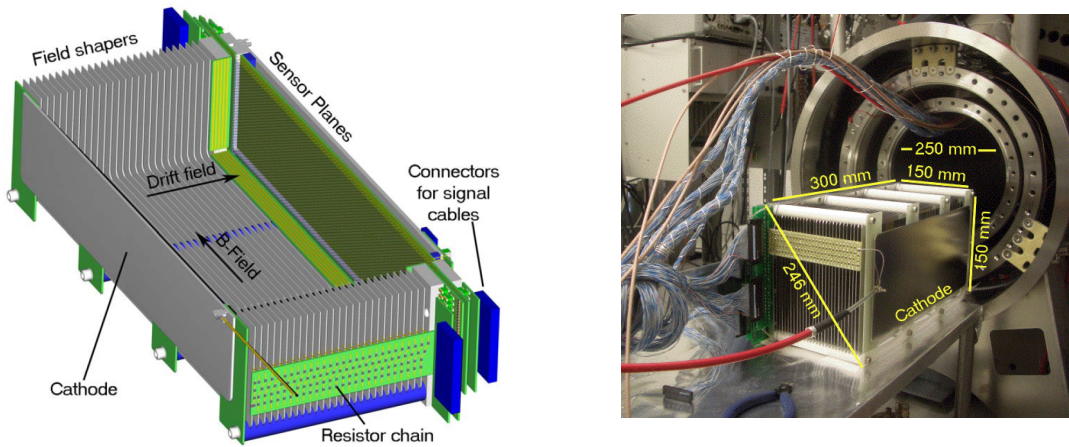 Field shapers
Sensor Planes
Drift field
B-Field
Connectors
for signal
cables
Cathode
Resistor chain
250 mm
300 mm
150 mm
150 mm
246 mm
Cathode